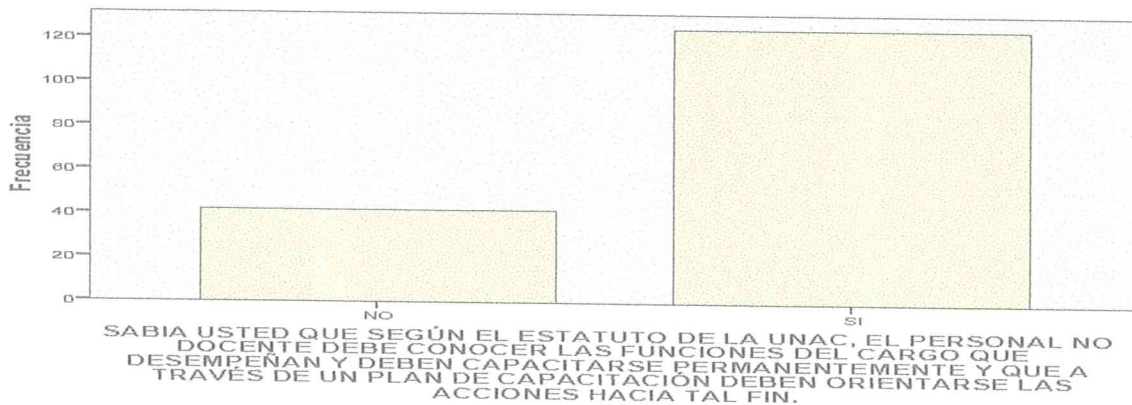 120
100
80
60
40
20
0
Frecuencia
NO
SI
SABIA USTED QUE SEGÚN EL ESTATUTO DE LA UNAC, EL PERSONAL NO
DOCENTE DEBE CONOCER LAS FUNCIONES DEL CARGO QUE
DESEMPEÑAN Y DEBEN CAPACITARSE PERMANENTEMENTE Y QUE A
TRAVÉS DE UN PLAN DE CAPACITACIÓN DEBEN ORIENTARSE LAS
ACCIONES HACIA TAL FIN.